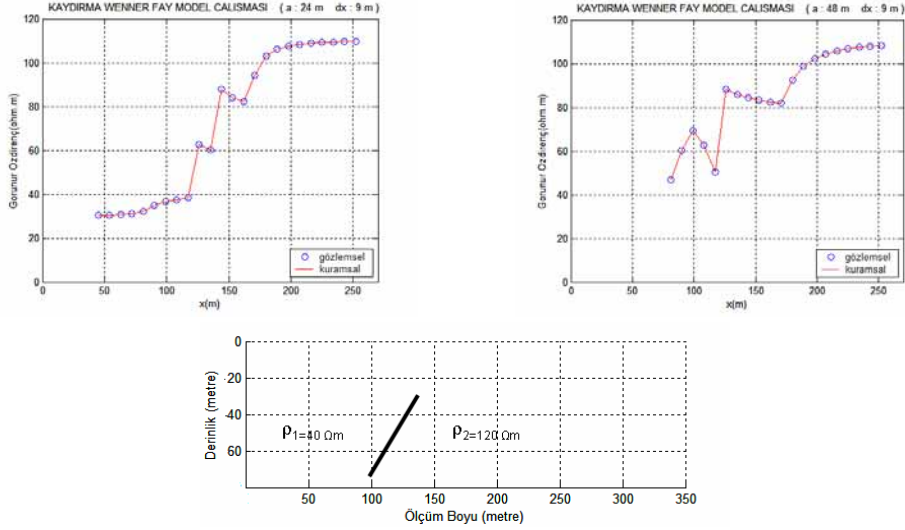 KAYDIRMA WENNER FAY MODEL CALISMASI ( a : 24 m dx : 9 m )
120
100
80
60
40
20
0
Gorunur Ozdirenç(ohm.m)
gözlemsel
kuramsal
0 50 100 150 200 250
x(m)
KAYDIRMA WENNER FAY MODEL CALISMASI ( a : 48 m dx : 9 m )
120
100
80
60
40
20
0
Gorunur Ozdirenç(ohm.m)
gözlemsel
kuramsal
0 50 100 150 200 250
x(m)
0
20
40
60
Derinlik (metre)
ρ1=40 Ωm
ρ2=120 Ωm
50 100 150 200 250 300 350
Ölçüm Boyu (metre)